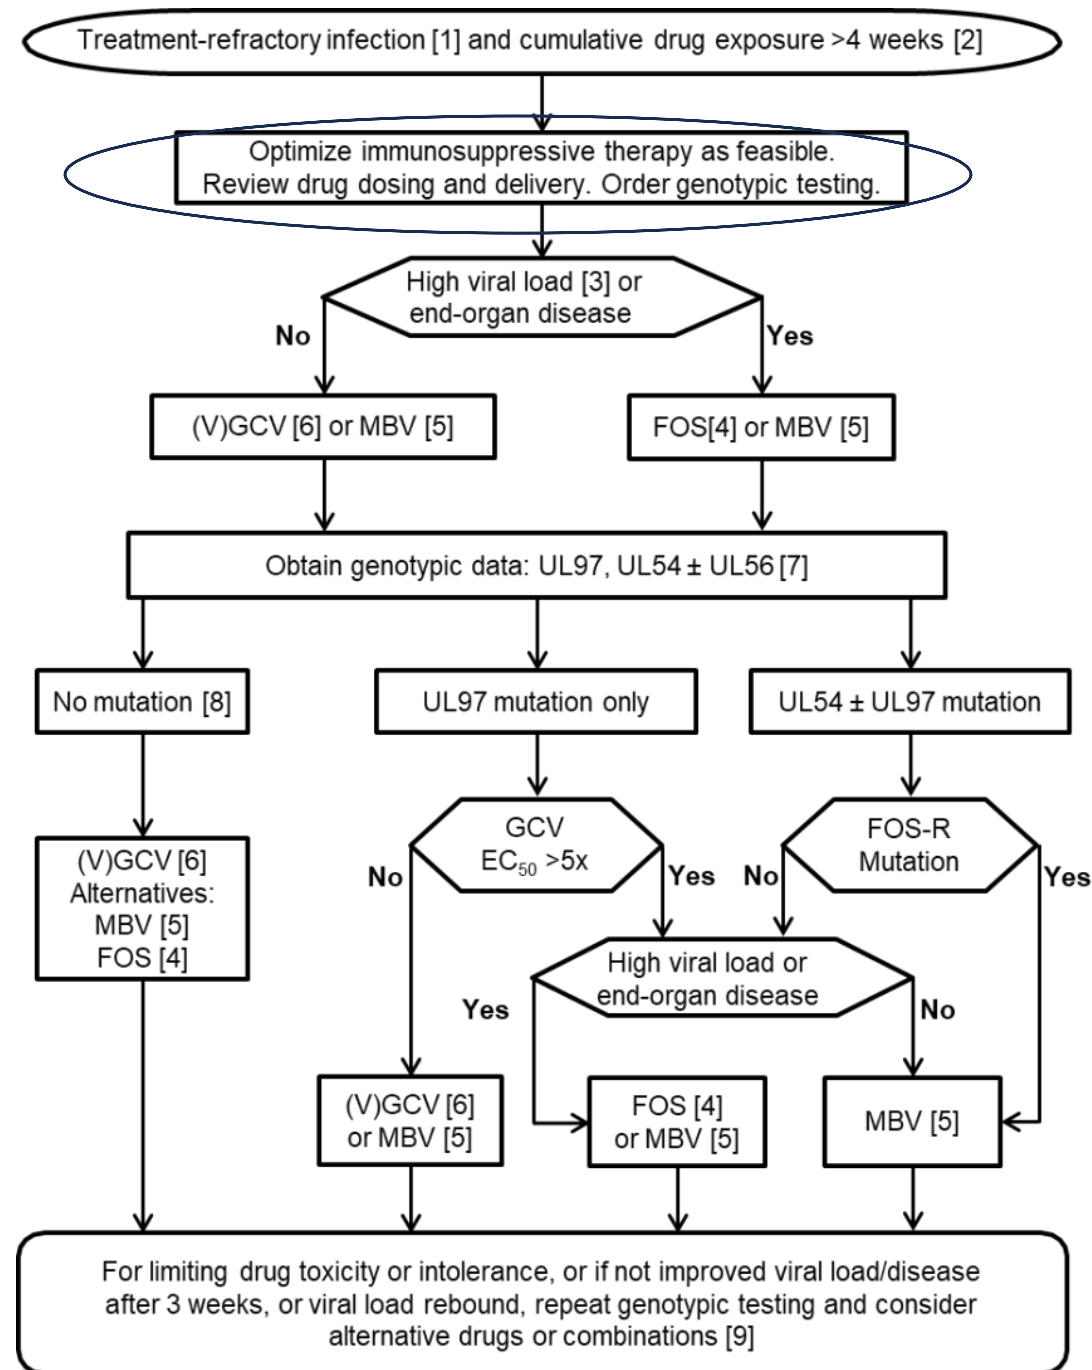 Treatment-refractory infection [1] and cumulative drug exposure >4 weeks [2]
Optimize immunosuppressive therapy as feasible.
Review drug dosing and delivery. Order genotypic testing.
High viral load [3] or
end-organ disease
No
Yes
(V)GCV [6] or MBV [5]
FOS[4] or MBV [5]
Obtain genotypic data: UL97, UL54 ± UL56 [7]
No mutation [8]
UL97 mutation only
UL54 ± UL97 mutation
(V)GCV [6]
Alternatives:
MBV [5]
FOS [4]
GCV
EC50 >5x
No
Yes
FOS-R
Mutation
No
Yes
High viral load or
end-organ disease
Yes
No
(V)GCV [6]
or MBV [5]
FOS [4]
or MBV [5]
MBV [5]
For limiting drug toxicity or intolerance, or if not improved viral load/disease
after 3 weeks, or viral load rebound, repeat genotypic testing and consider
alternative drugs or combinations [9]